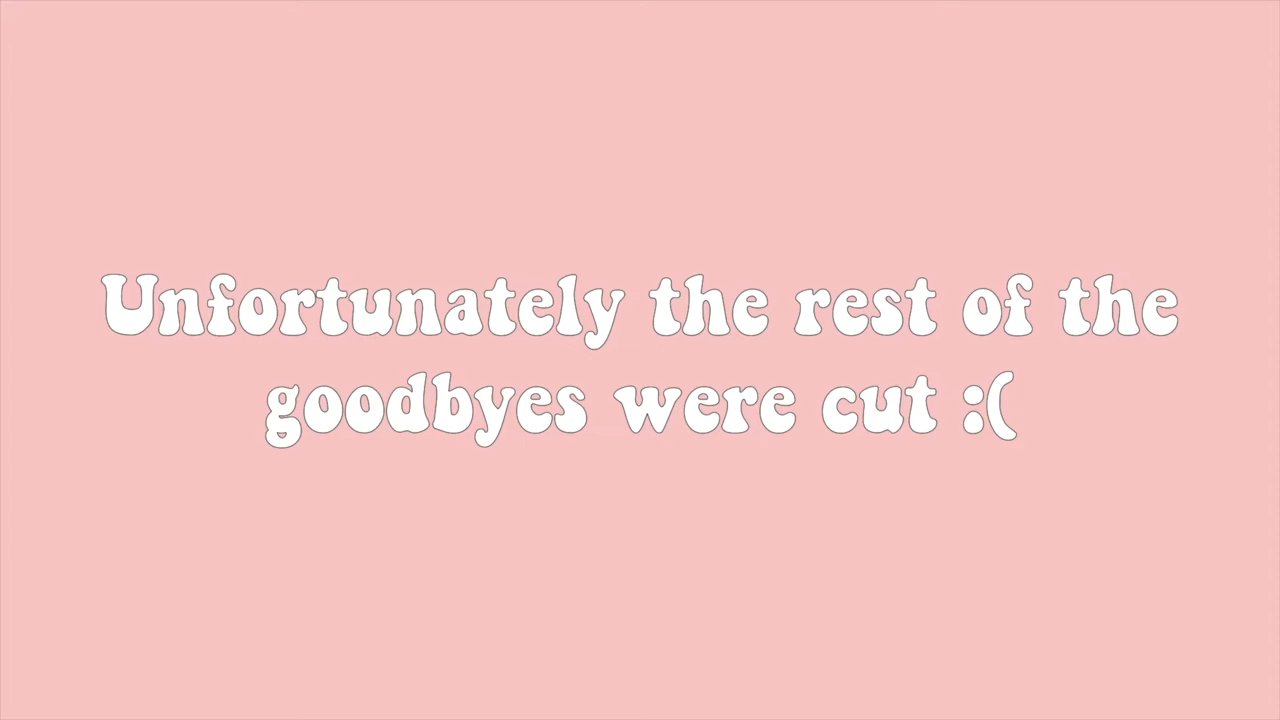 Unfortunately the rest of the
goodbyes were cut :(